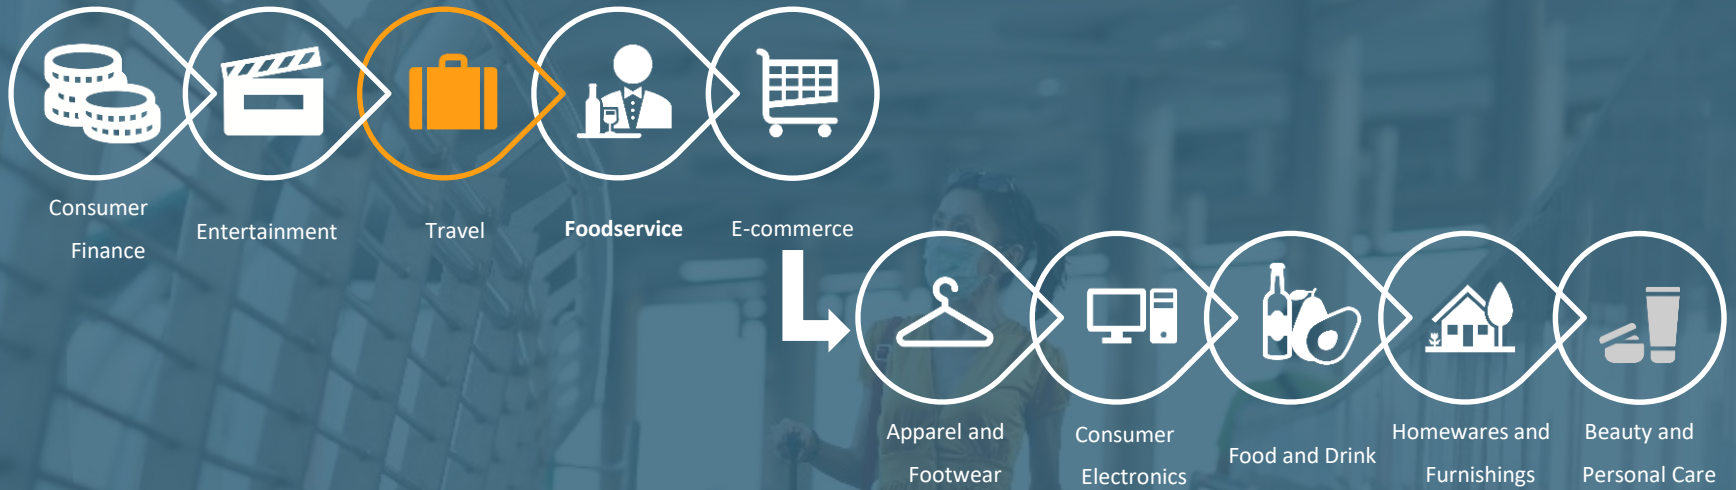 Consumer
Finance
Entertainment
Travel
Foodservice
E-commerce
Apparel and
Footwear
Consumer
Electronics
Food and Drink
Homewares and
Furnishings
Beauty and
Personal Care